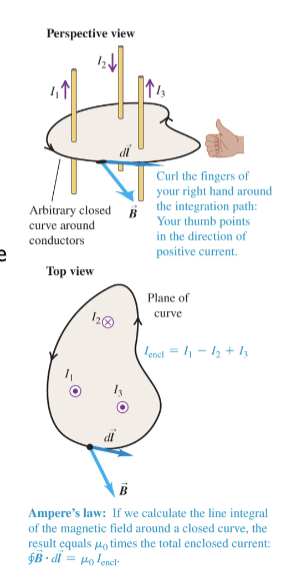 Perspective view
I₂
I₁
I₃
dl⃗
Curl the fingers of
your right hand around
the integration path:
Your thumb points
in the direction of
positive current.
Arbitrary closed
curve around
conductors
B⃗
e
Top view
Plane of
curve
I₂
Iencl = I₁ − I₂ + I₃
I₁
I₃
dl⃗
B⃗
Ampere's law: If we calculate the line integral
of the magnetic field around a closed curve, the
result equals μ₀ times the total enclosed current:
∮B⃗ · dl⃗ = μ₀ Iencl.